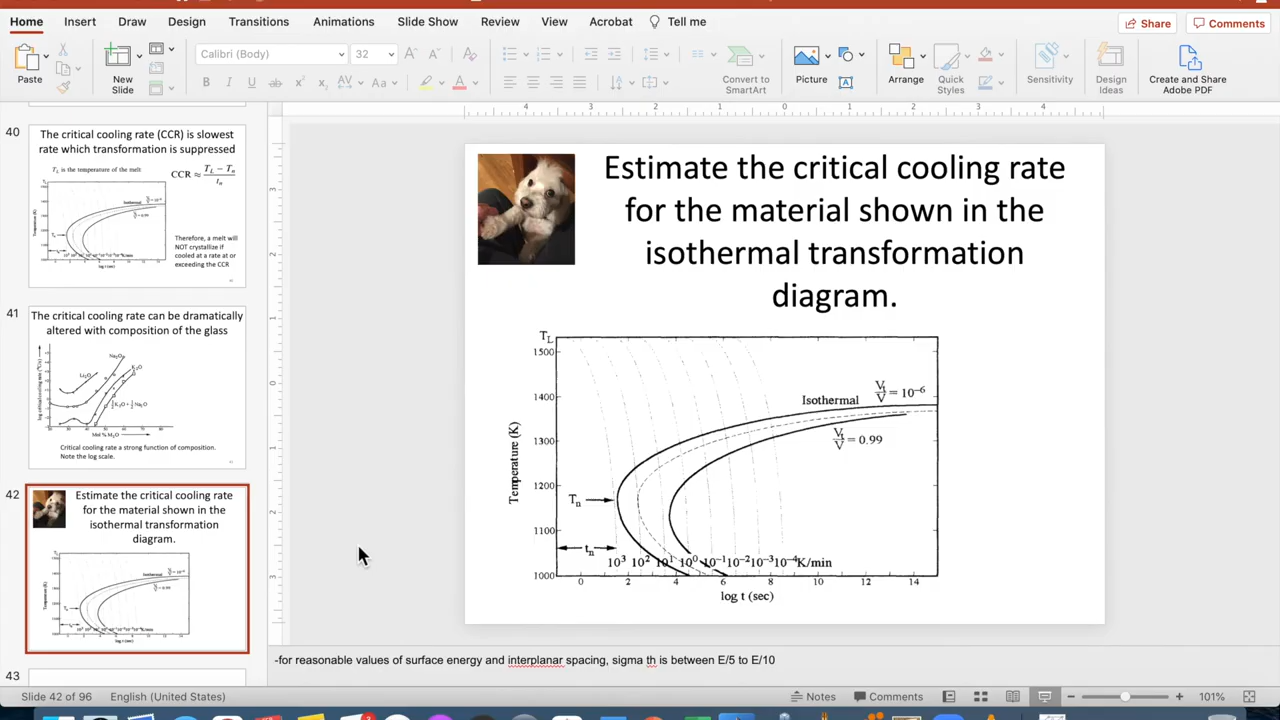 Home Insert Draw Design Transitions Animations Slide Show Review View Acrobat Tell me Share Comments
Calibri (Body) 32
Paste New Slide Convert to SmartArt Picture Arrange Quick Styles Sensitivity Design Ideas Create and Share Adobe PDF
40
The critical cooling rate (CCR) is slowest
rate which transformation is suppressed
T_L is the temperature of the melt
CCR ≈ (T_L − T_n) / t_n
Therefore, a melt will
NOT crystallize if
cooled at a rate at or
exceeding the CCR
41
The critical cooling rate can be dramatically
altered with composition of the glass
Na₂O
Li₂O
K₂O
Mol % M₂O
Critical cooling rate a strong function of composition.
Note the log scale.
42
Estimate the critical cooling rate
for the material shown in the
isothermal transformation
diagram.
43
Estimate the critical cooling rate
for the material shown in the
isothermal transformation
diagram.
T_L
1500
1400
1300
1200
1100
1000
Temperature (K)
Isothermal
V_t/V = 10⁻⁶
V_t/V = 0.99
T_n
t_n
10³ 10² 10¹ 10⁰ 10⁻¹ 10⁻² 10⁻³ 10⁻⁴ K/min
0 2 4 6 8 10 12 14
log t (sec)
-for reasonable values of surface energy and interplanar spacing, sigma th is between E/5 to E/10
Slide 42 of 96 English (United States) Notes Comments 101%